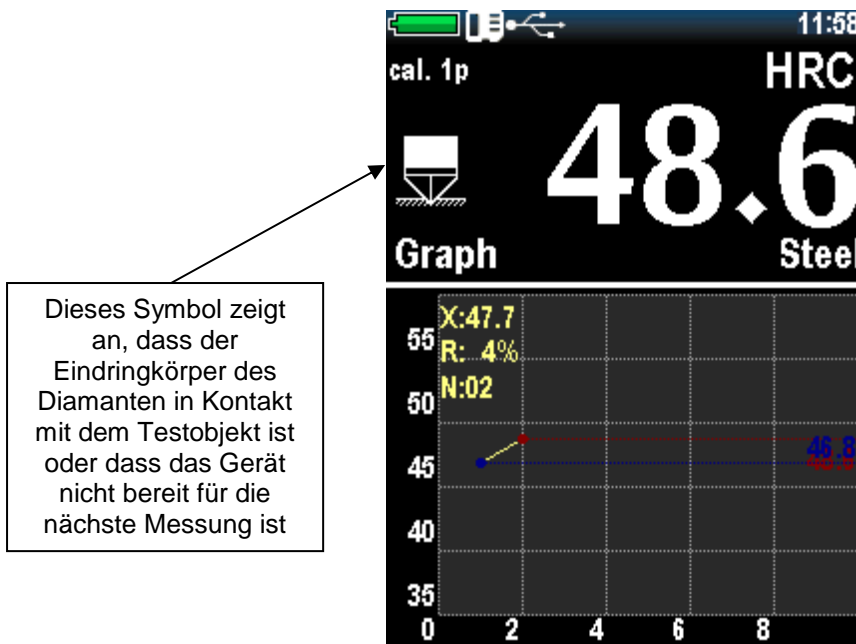 11:58
cal. 1p
HRC
48.6
Graph
Steel
Dieses Symbol zeigt
an, dass der
Eindringkörper des
Diamanten in Kontakt
mit dem Testobjekt ist
oder dass das Gerät
nicht bereit für die
nächste Messung ist
X:47.7
R: 4%
N:02
55
50
45
40
35
46.8
0 2 4 6 8